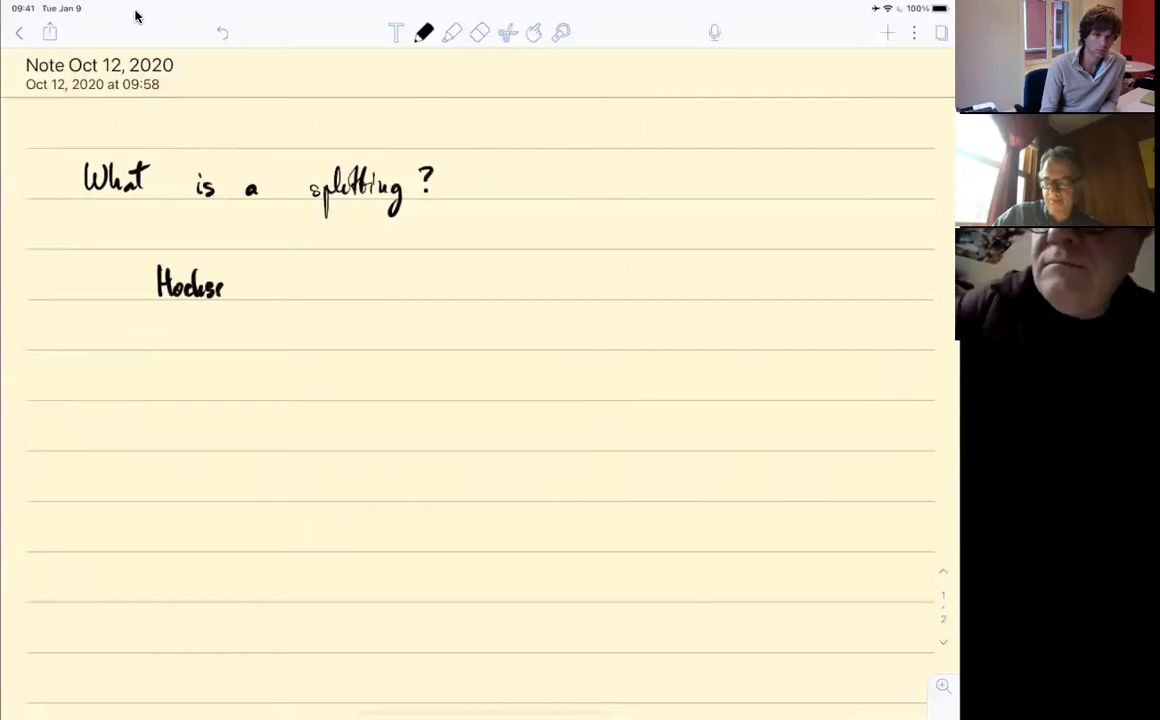 09:41 Tue Jan 9
100%
Note Oct 12, 2020
Oct 12, 2020 at 09:58
What is a splitting ?
1
2